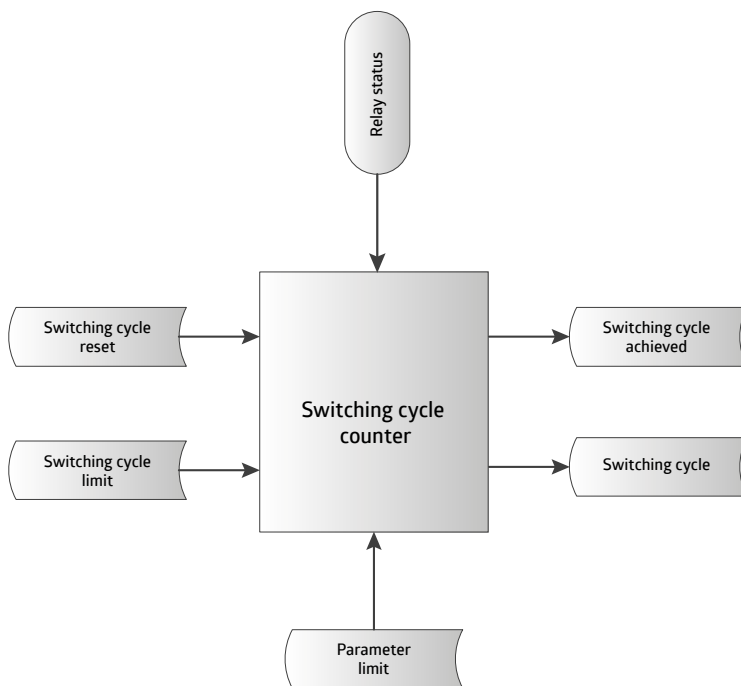 Relay status
Switching cycle
reset
Switching cycle
achieved
Switching cycle
counter
Switching cycle
limit
Switching cycle
Parameter
limit